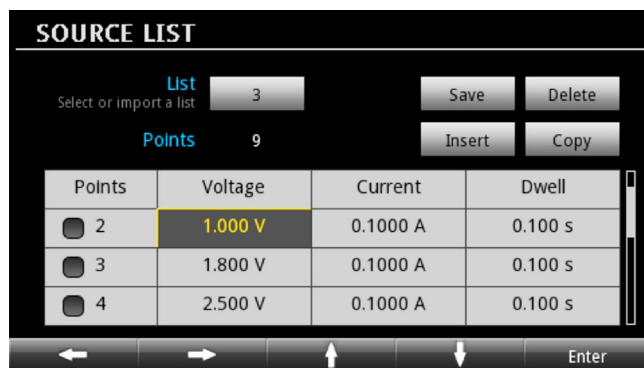 SOURCE LIST
List 3 Save Delete
Select or import a list
Points 9 Insert Copy
Points Voltage Current Dwell
2 1.000 V 0.1000 A 0.100 s
3 1.800 V 0.1000 A 0.100 s
4 2.500 V 0.1000 A 0.100 s
Enter